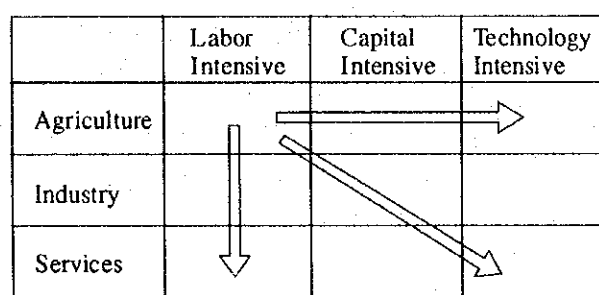 Labor Capital Technology
Intensive Intensive Intensive
Agriculture
Industry
Services